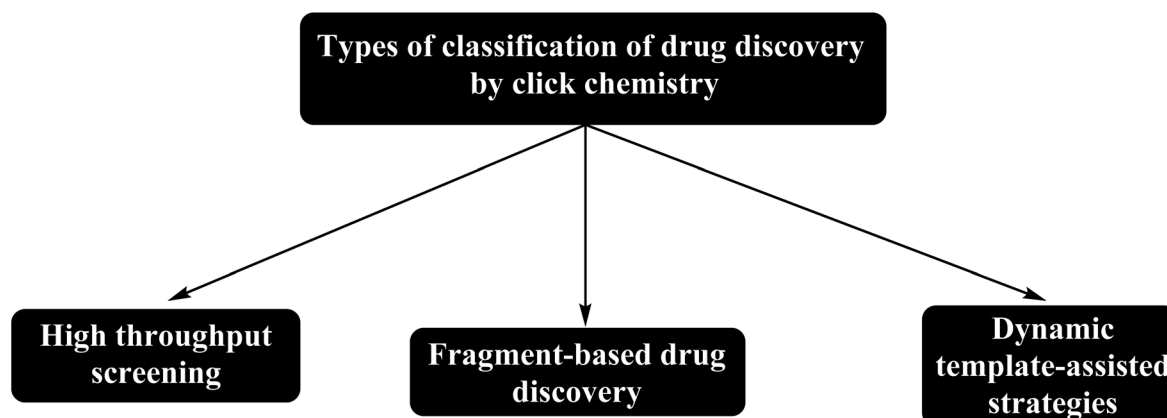 Types of classification of drug discovery
by click chemistry
High throughput
screening
Fragment-based drug
discovery
Dynamic
template-assisted
strategies